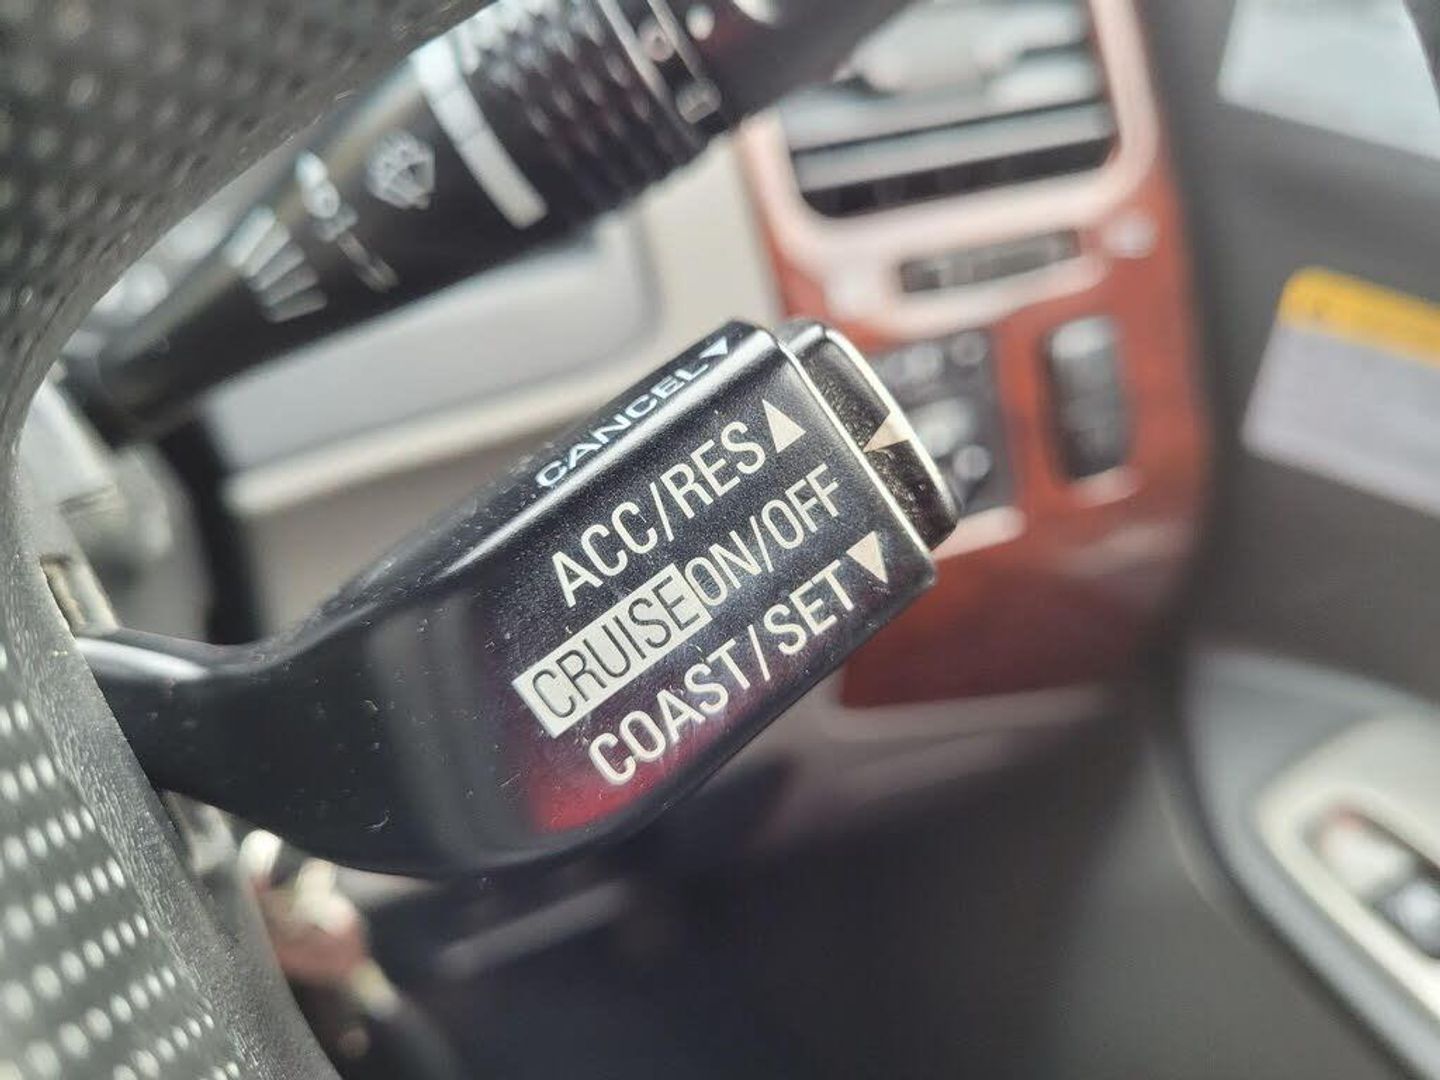 CANCEL▼
ACC/RES▲
CRUISE ON/OFF
COAST/SET▼